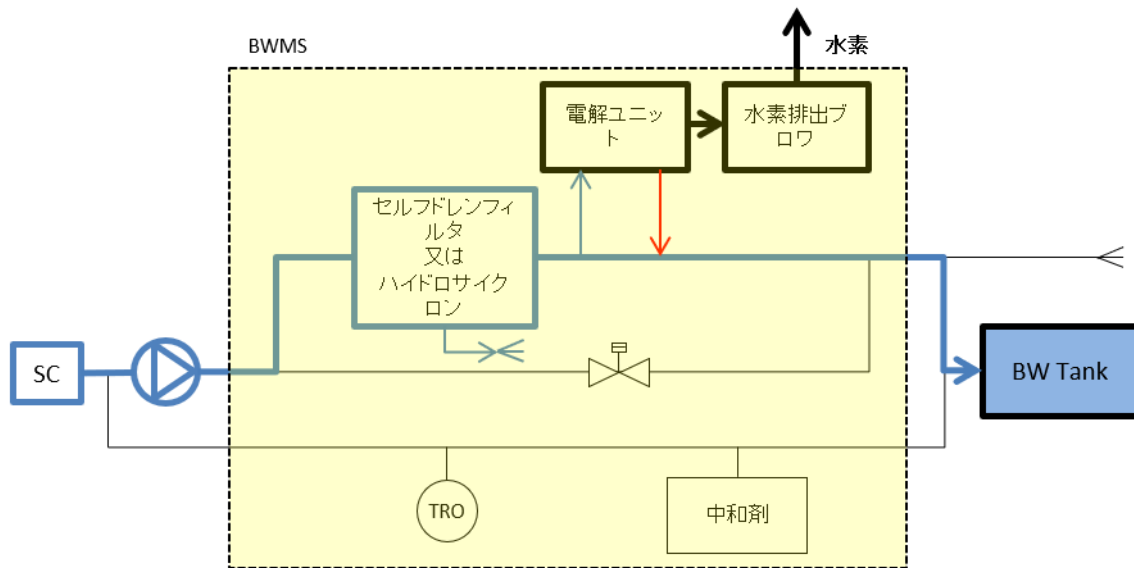 BWMS
水素
電解ユニッ
ト
水素排出ブ
ロワ
セルフドレンフィ
ルタ
又は
ハイドロサイク
ロン
SC
BW Tank
TRO
中和剤